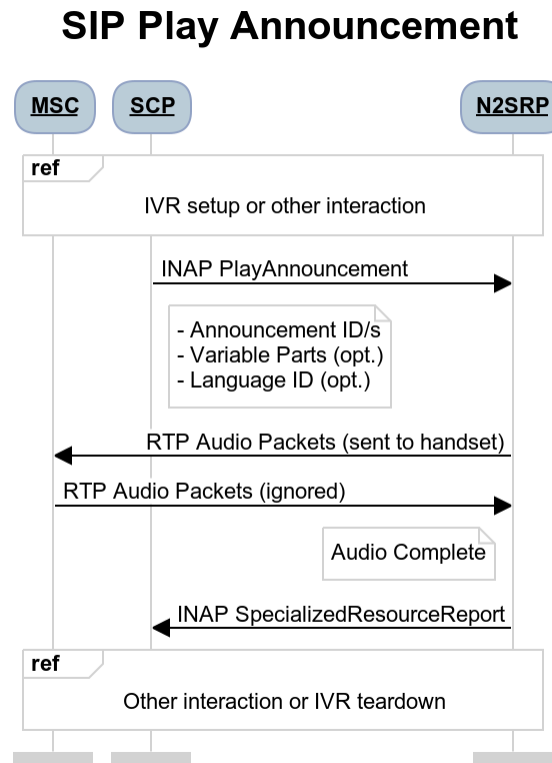 SIP Play Announcement
MSC
SCP
N2SRP
ref
IVR setup or other interaction
INAP PlayAnnouncement
- Announcement ID/s
- Variable Parts (opt.)
- Language ID (opt.)
RTP Audio Packets (sent to handset)
RTP Audio Packets (ignored)
Audio Complete
INAP SpecializedResourceReport
ref
Other interaction or IVR teardown